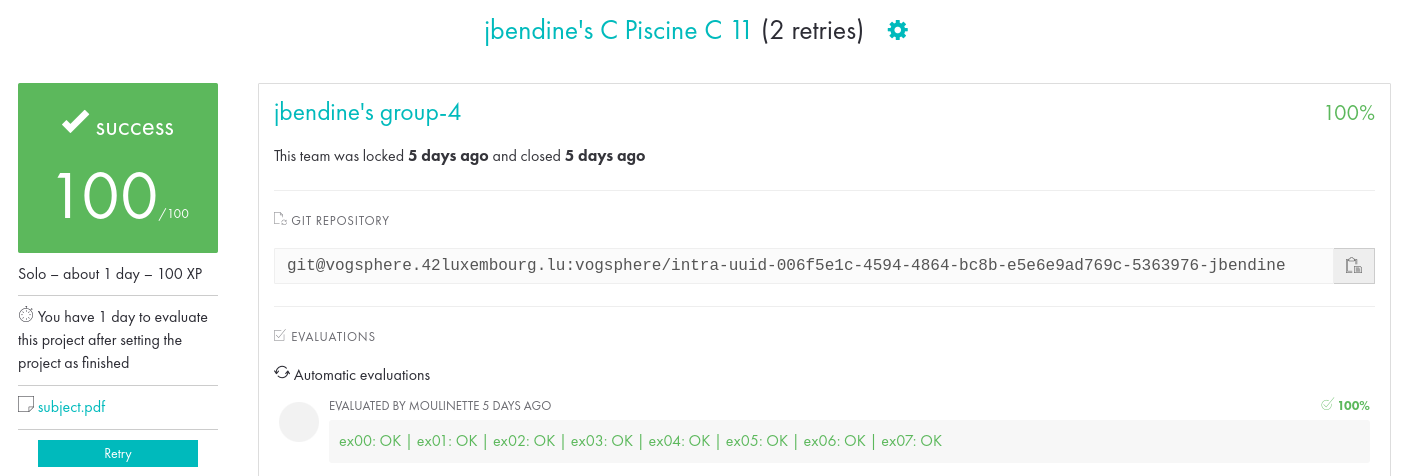 jbendine's C Piscine C 11 (2 retries)
success
100/100
Solo – about 1 day – 100 XP
You have 1 day to evaluate
this project after setting the
project as finished
subject.pdf
Retry
jbendine's group-4
100%
This team was locked 5 days ago and closed 5 days ago
GIT REPOSITORY
git@vogsphere.42luxembourg.lu:vogsphere/intra-uuid-006f5e1c-4594-4864-bc8b-e5e6e9ad769c-5363976-jbendine
EVALUATIONS
Automatic evaluations
EVALUATED BY MOULINETTE 5 DAYS AGO
100%
ex00: OK | ex01: OK | ex02: OK | ex03: OK | ex04: OK | ex05: OK | ex06: OK | ex07: OK